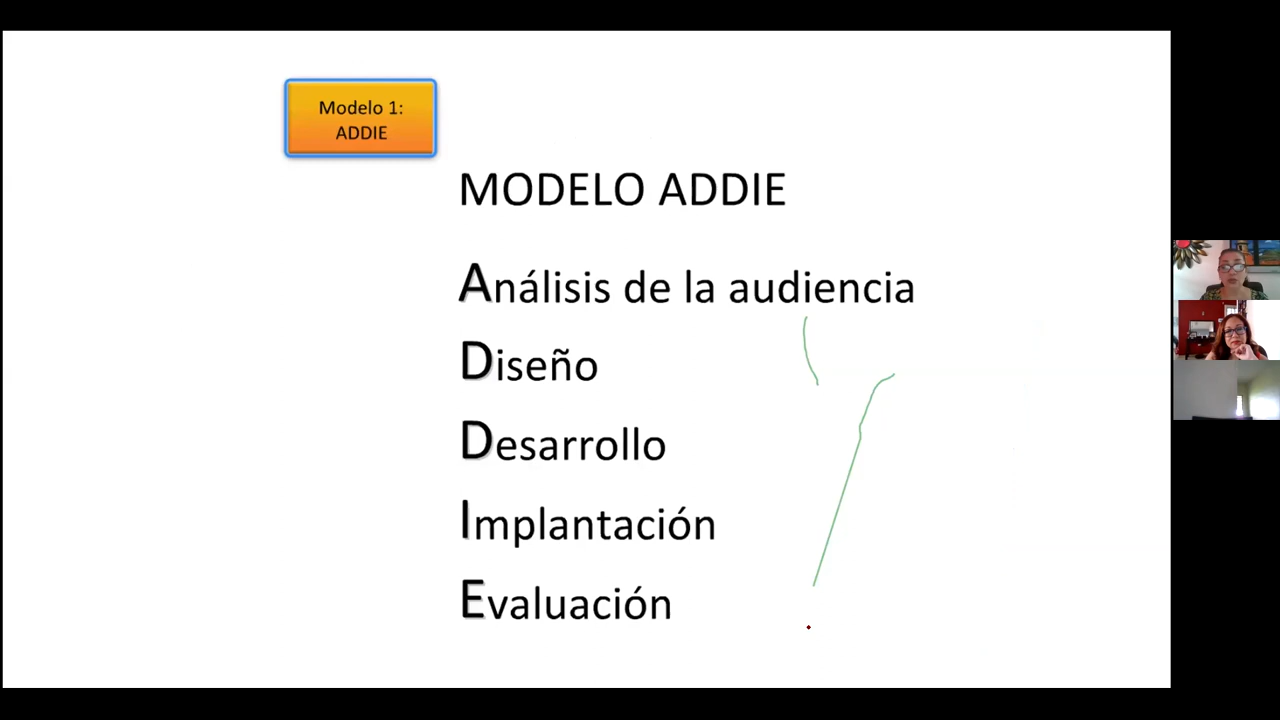 Modelo 1:
ADDIE
MODELO ADDIE
Análisis de la audiencia
Diseño
Desarrollo
Implantación
Evaluación